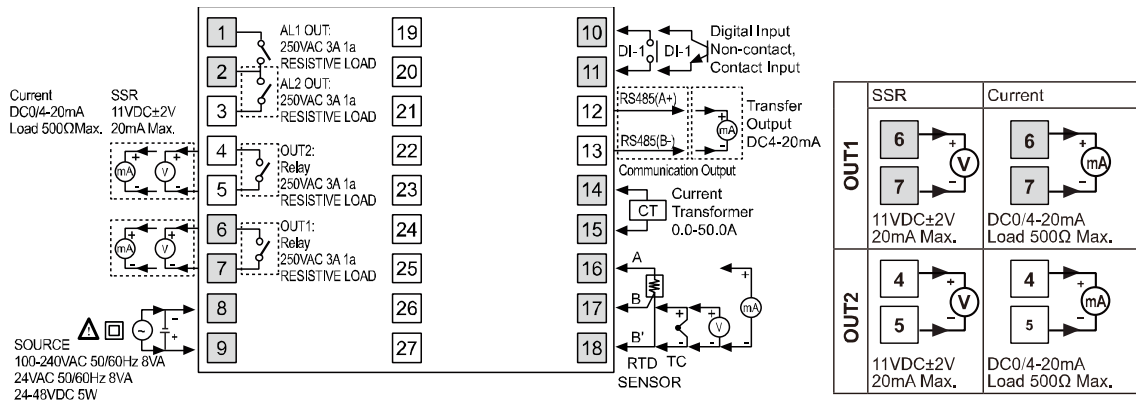 Current
DC0/4-20mA
Load 500ΩMax.
SSR
11VDC±2V
20mA Max.
mA
V
mA
V
SOURCE
100-240VAC 50/60Hz 8VA
24VAC 50/60Hz 8VA
24-48VDC 5W
1
2
3
4
5
6
7
8
9
AL1 OUT:
250VAC 3A 1a
RESISTIVE LOAD
AL2 OUT:
250VAC 3A 1a
RESISTIVE LOAD
OUT2:
Relay
250VAC 3A 1a
RESISTIVE LOAD
OUT1:
Relay
250VAC 3A 1a
RESISTIVE LOAD
19
20
21
22
23
24
25
26
27
10
11
12
13
14
15
16
17
18
DI-1
DI-1
Digital Input
Non-contact,
Contact Input
RS485(A+)
RS485(B-)
mA
Transfer
Output
DC4-20mA
Communication Output
CT
Current
Transformer
0.0-50.0A
A
B
B'
RTD
SENSOR
TC
V
mA
SSR
Current
OUT1
6
7
V
11VDC±2V
20mA Max.
6
7
mA
DC0/4-20mA
Load 500Ω Max.
OUT2
4
5
V
11VDC±2V
20mA Max.
4
5
mA
DC0/4-20mA
Load 500Ω Max.